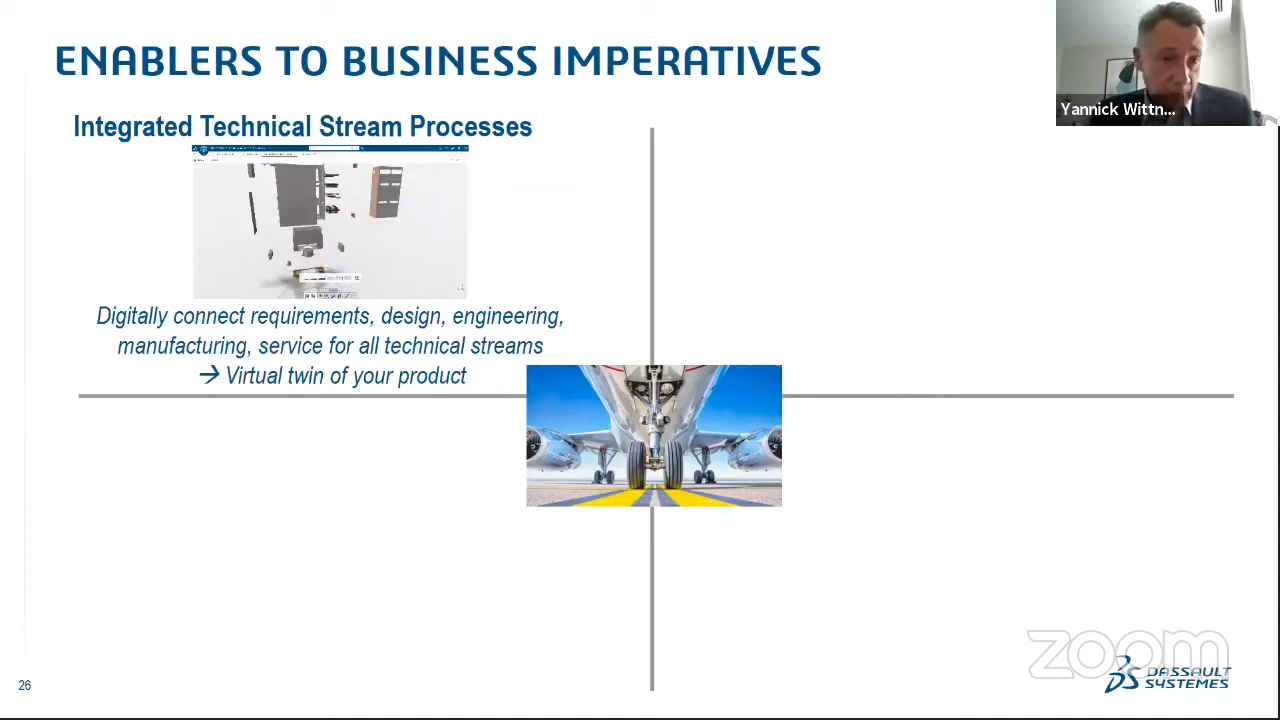 ENABLERS TO BUSINESS IMPERATIVES
Yannick Wittn...
Integrated Technical Stream Processes
Digitally connect requirements, design, engineering,
manufacturing, service for all technical streams
→ Virtual twin of your product
zoom
DASSAULT
SYSTEMES
26